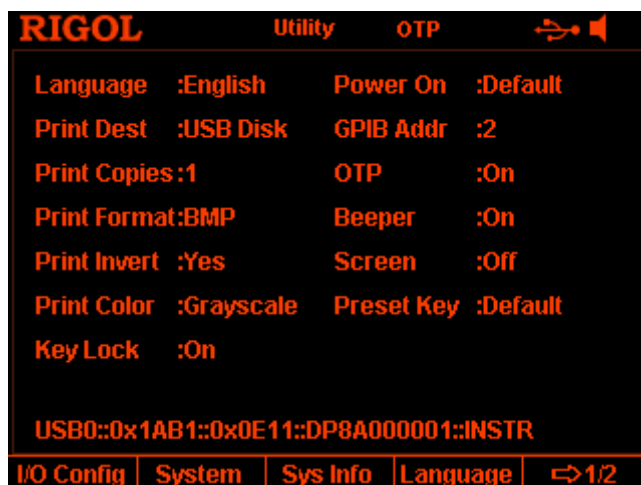 RIGOL Utility OTP
Language :English Power On :Default
Print Dest :USB Disk GPIB Addr :2
Print Copies:1 OTP :On
Print Format:BMP Beeper :On
Print Invert :Yes Screen :Off
Print Color :Grayscale Preset Key :Default
Key Lock :On
USB0::0x1AB1::0x0E11::DP8A000001::INSTR
I/O Config System Sys Info Language ⇨1/2